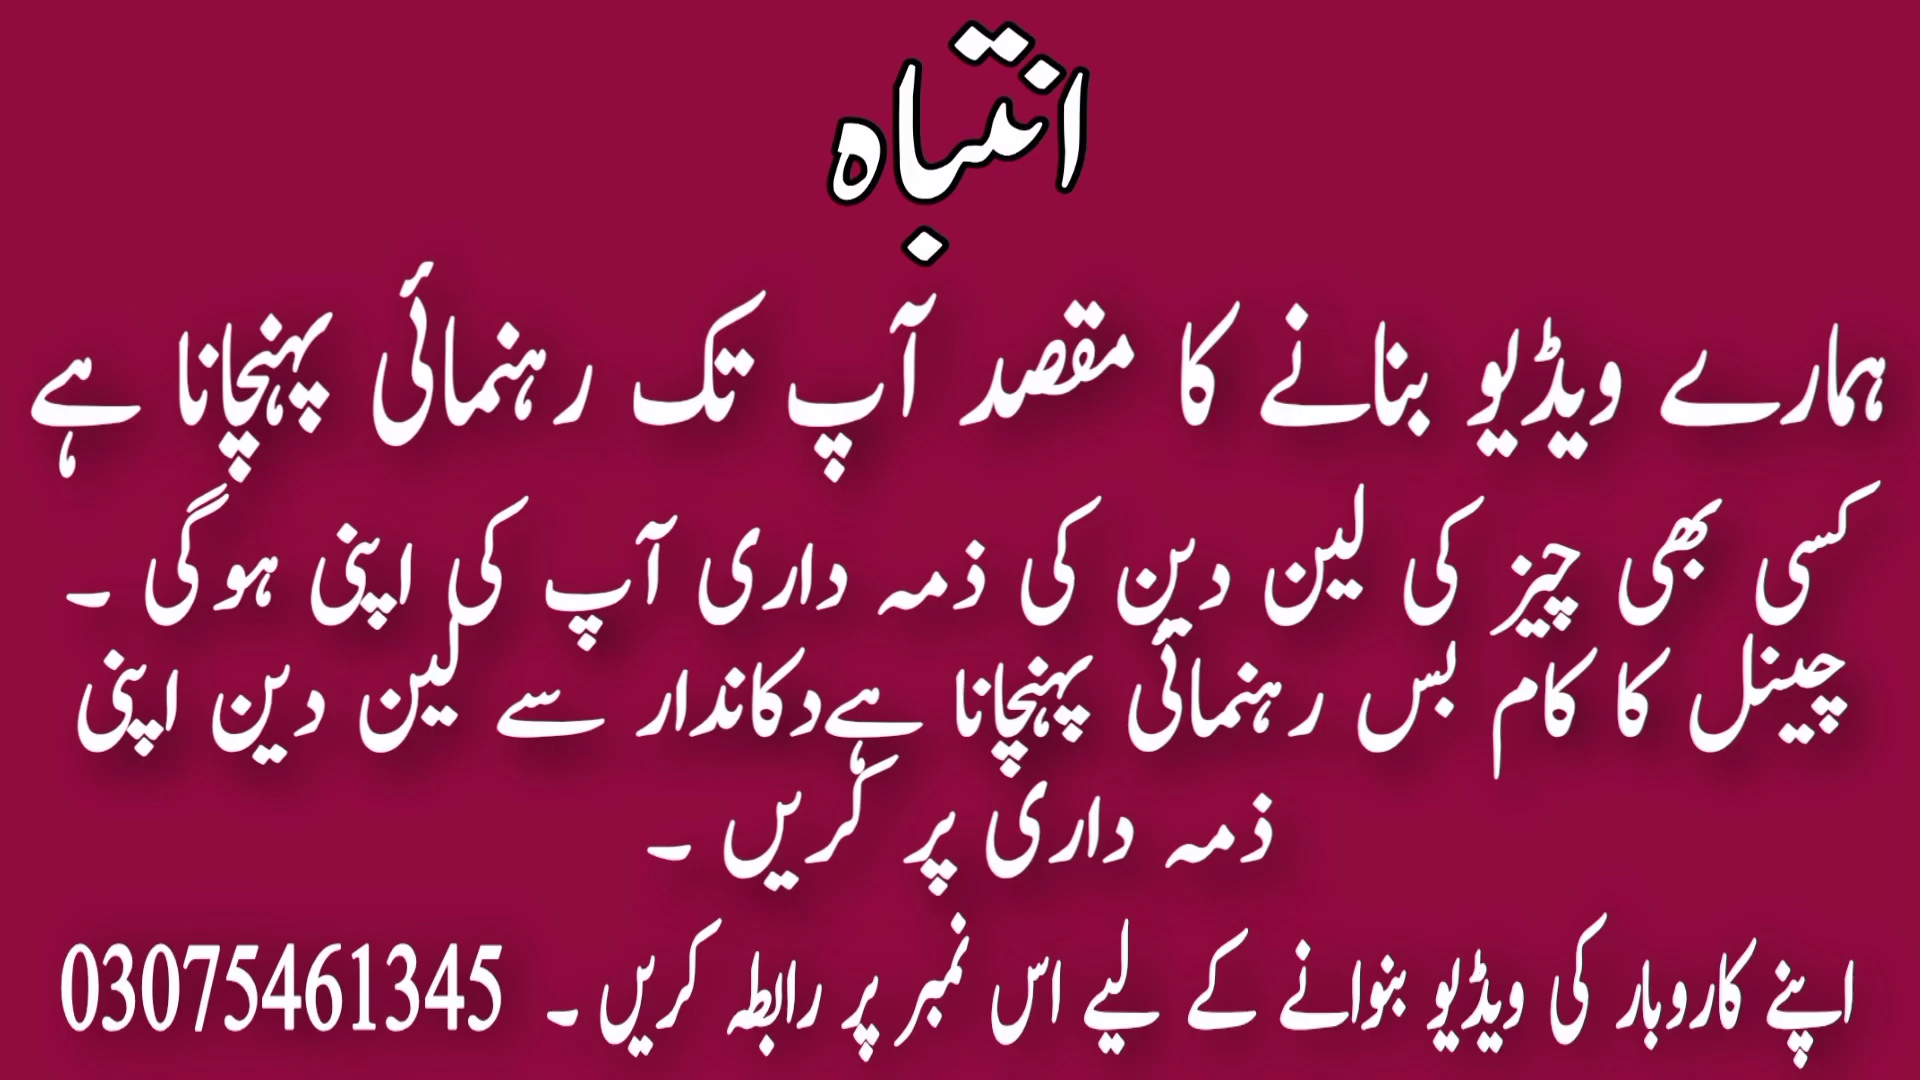 انتباہ
ہمارے ویڈیو بنانے کا مقصد آپ تک رہنمائی پہنچانا ہے
کسی بھی چیز کی لین دین کی ذمہ داری آپ کی اپنی ہوگی ۔
چینل کا کام بس رہنمائی پہنچانا ہےدکاندار سے لین دین اپنی
ذمہ داری پر کریں ۔
اپنے کاروبار کی ویڈیو بنوانے کے لیے اس نمبر پر رابطہ کریں ۔ 03075461345